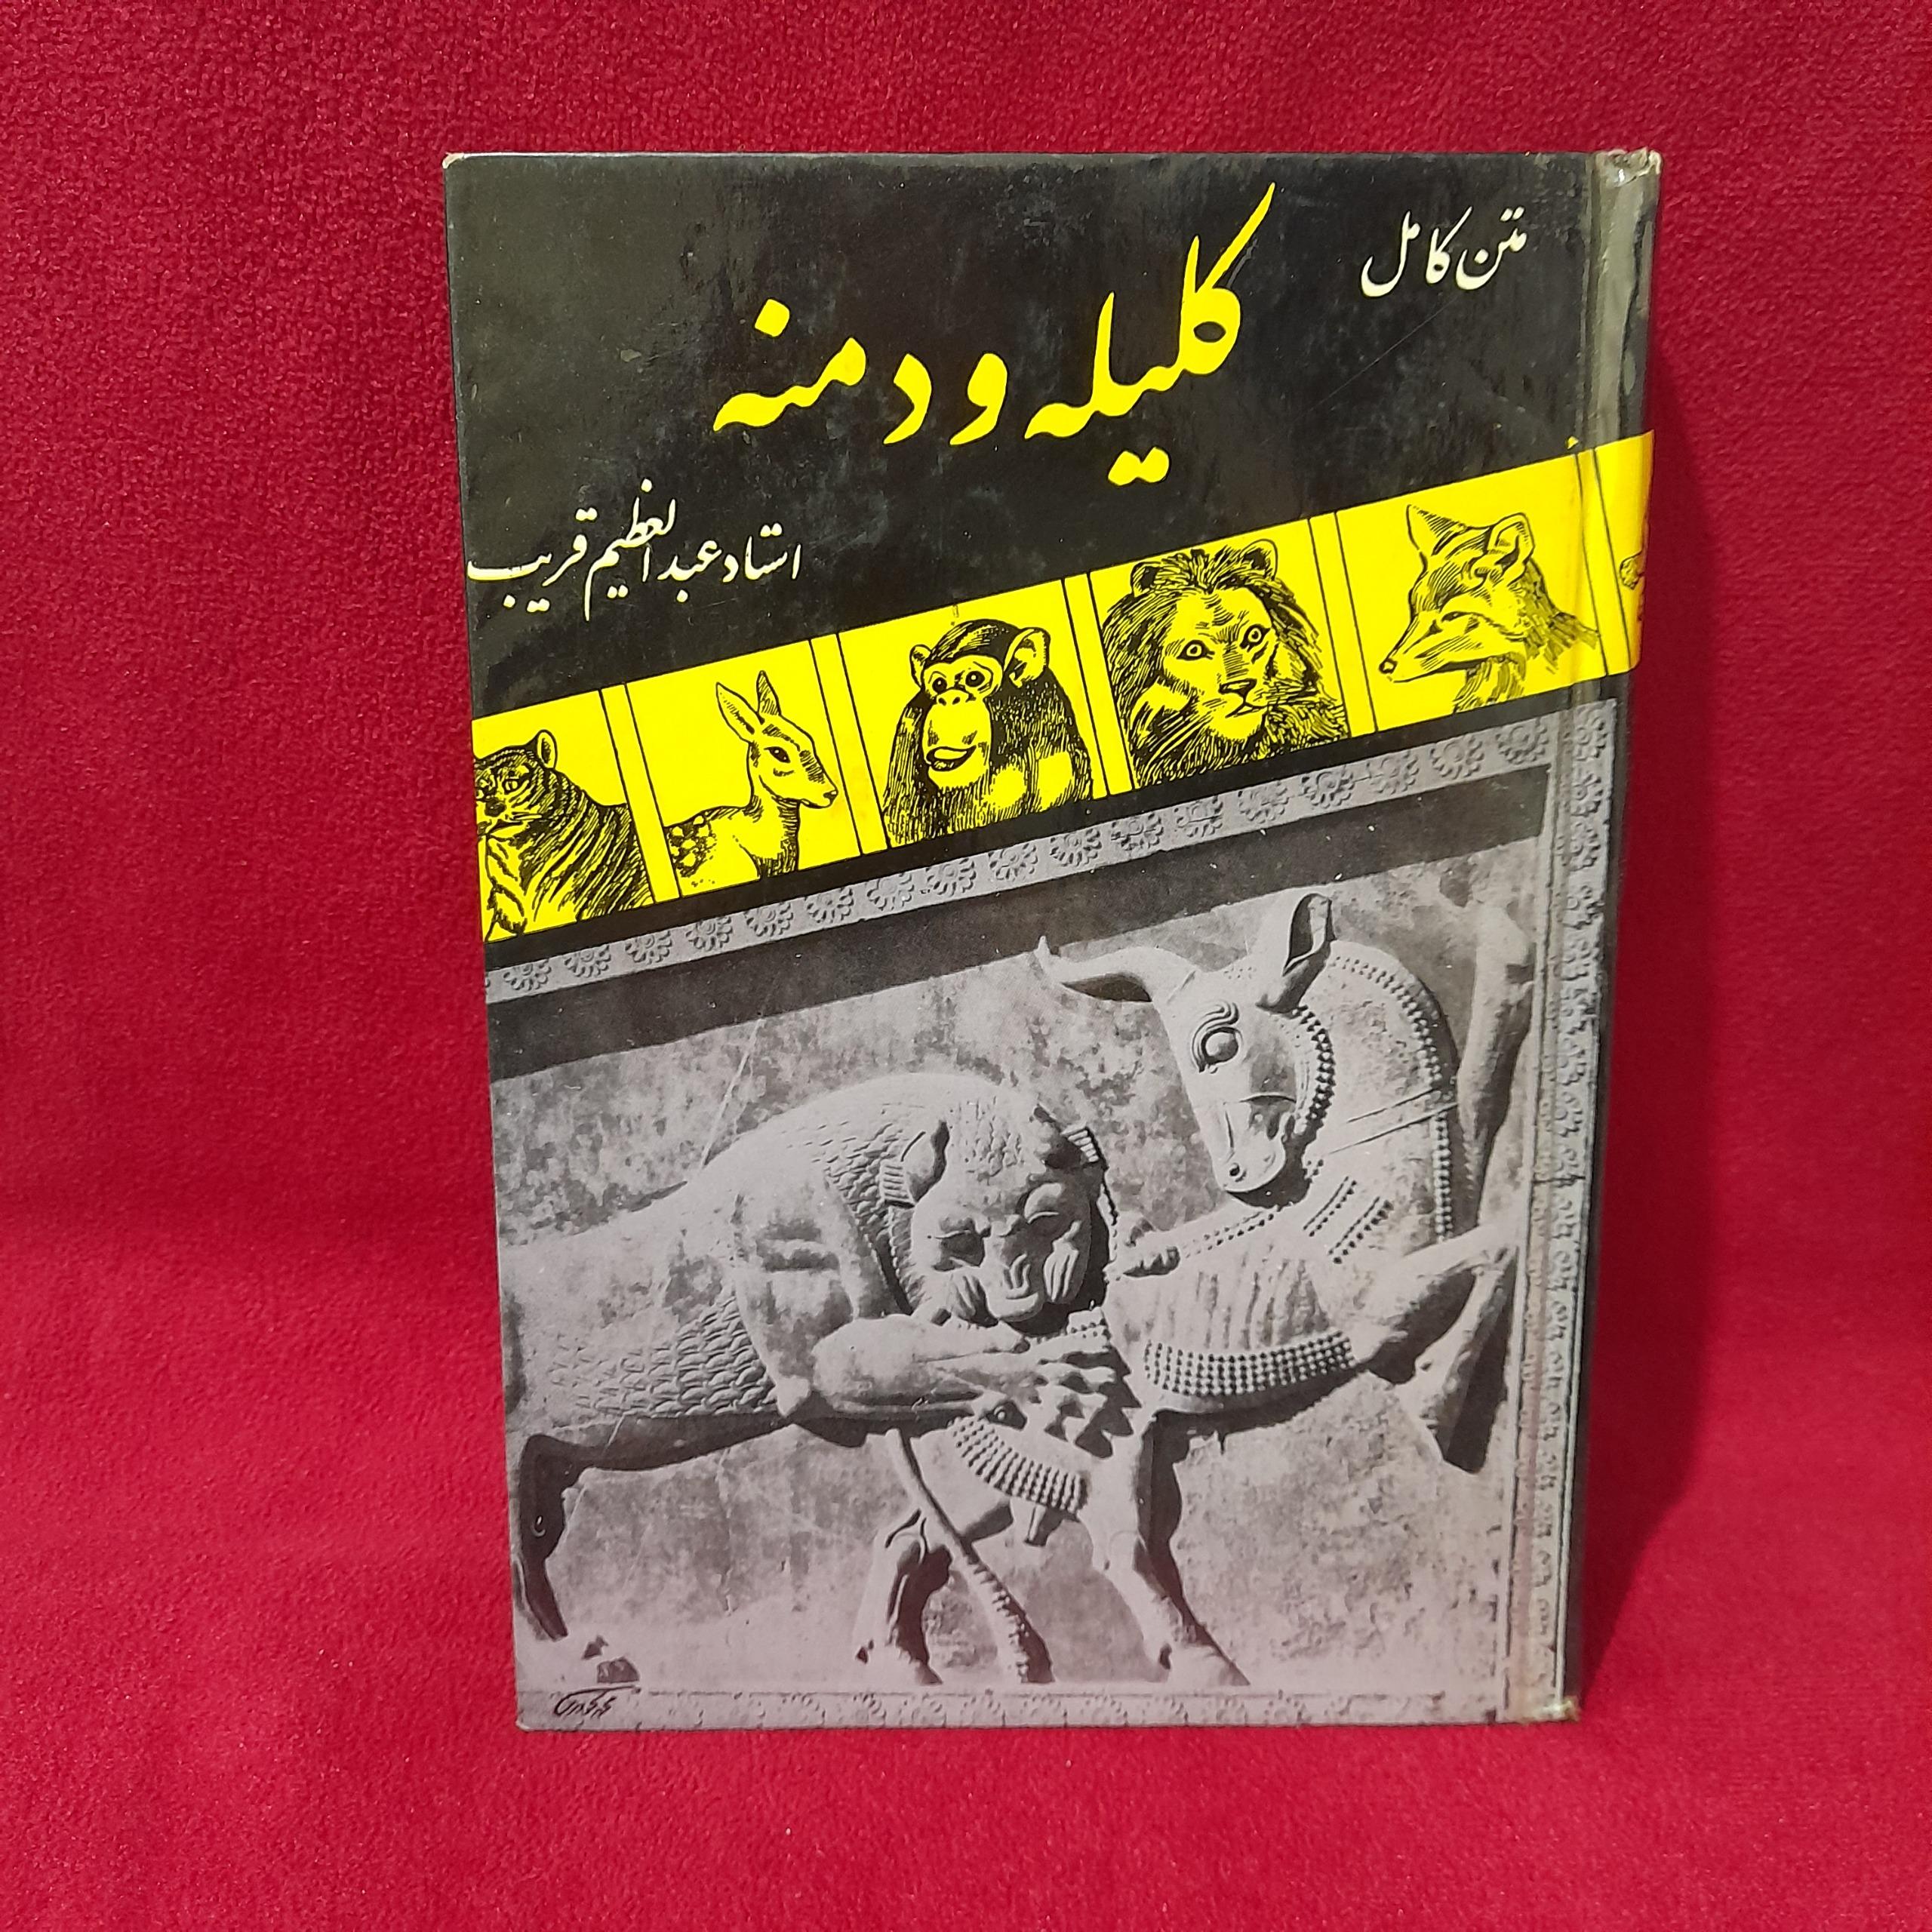 متن کامل
کلیله و دمنه
استاد عبدالعظیم قریب